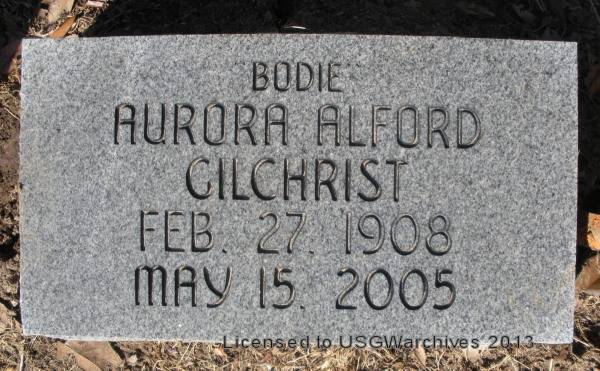 "BODIE"
AURORA ALFORD
GILCHRIST
FEB. 27. 1908
MAY 15. 2005
Licensed to USGWarchives 2013